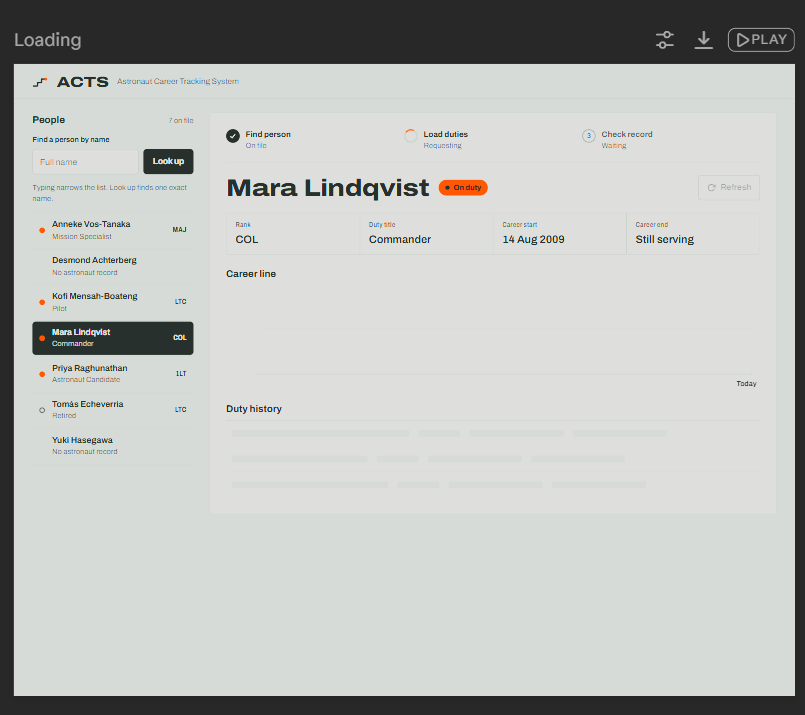 Loading
PLAY
ACTS
Astronaut Career Tracking System
People
7 on file
Find a person by name
Full name
Look up
Typing narrows the list. Look up finds one exact
name.
Anneke Vos-Tanaka
Mission Specialist
MAJ
Desmond Achterberg
No astronaut record
Kofi Mensah-Boateng
Pilot
LTC
Mara Lindqvist
Commander
COL
Priya Raghunathan
Astronaut Candidate
1LT
Tomás Echeverría
Retired
LTC
Yuki Hasegawa
No astronaut record
Find person
On file
Load duties
Requesting
3
Check record
Waiting
Mara Lindqvist
On duty
Refresh
Rank
COL
Duty title
Commander
Career start
14 Aug 2009
Career end
Still serving
Career line
Today
Duty history